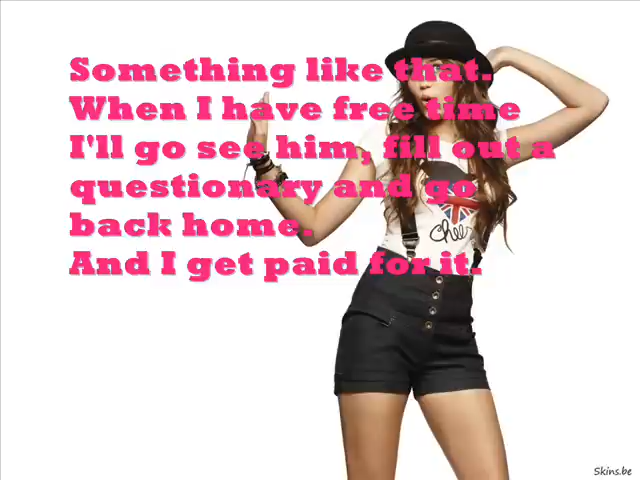 Something like that.
When I have free time
I'll go see him, fill out a
questionary and go
back home.
And I get paid for it.
Cheer
Skins.be